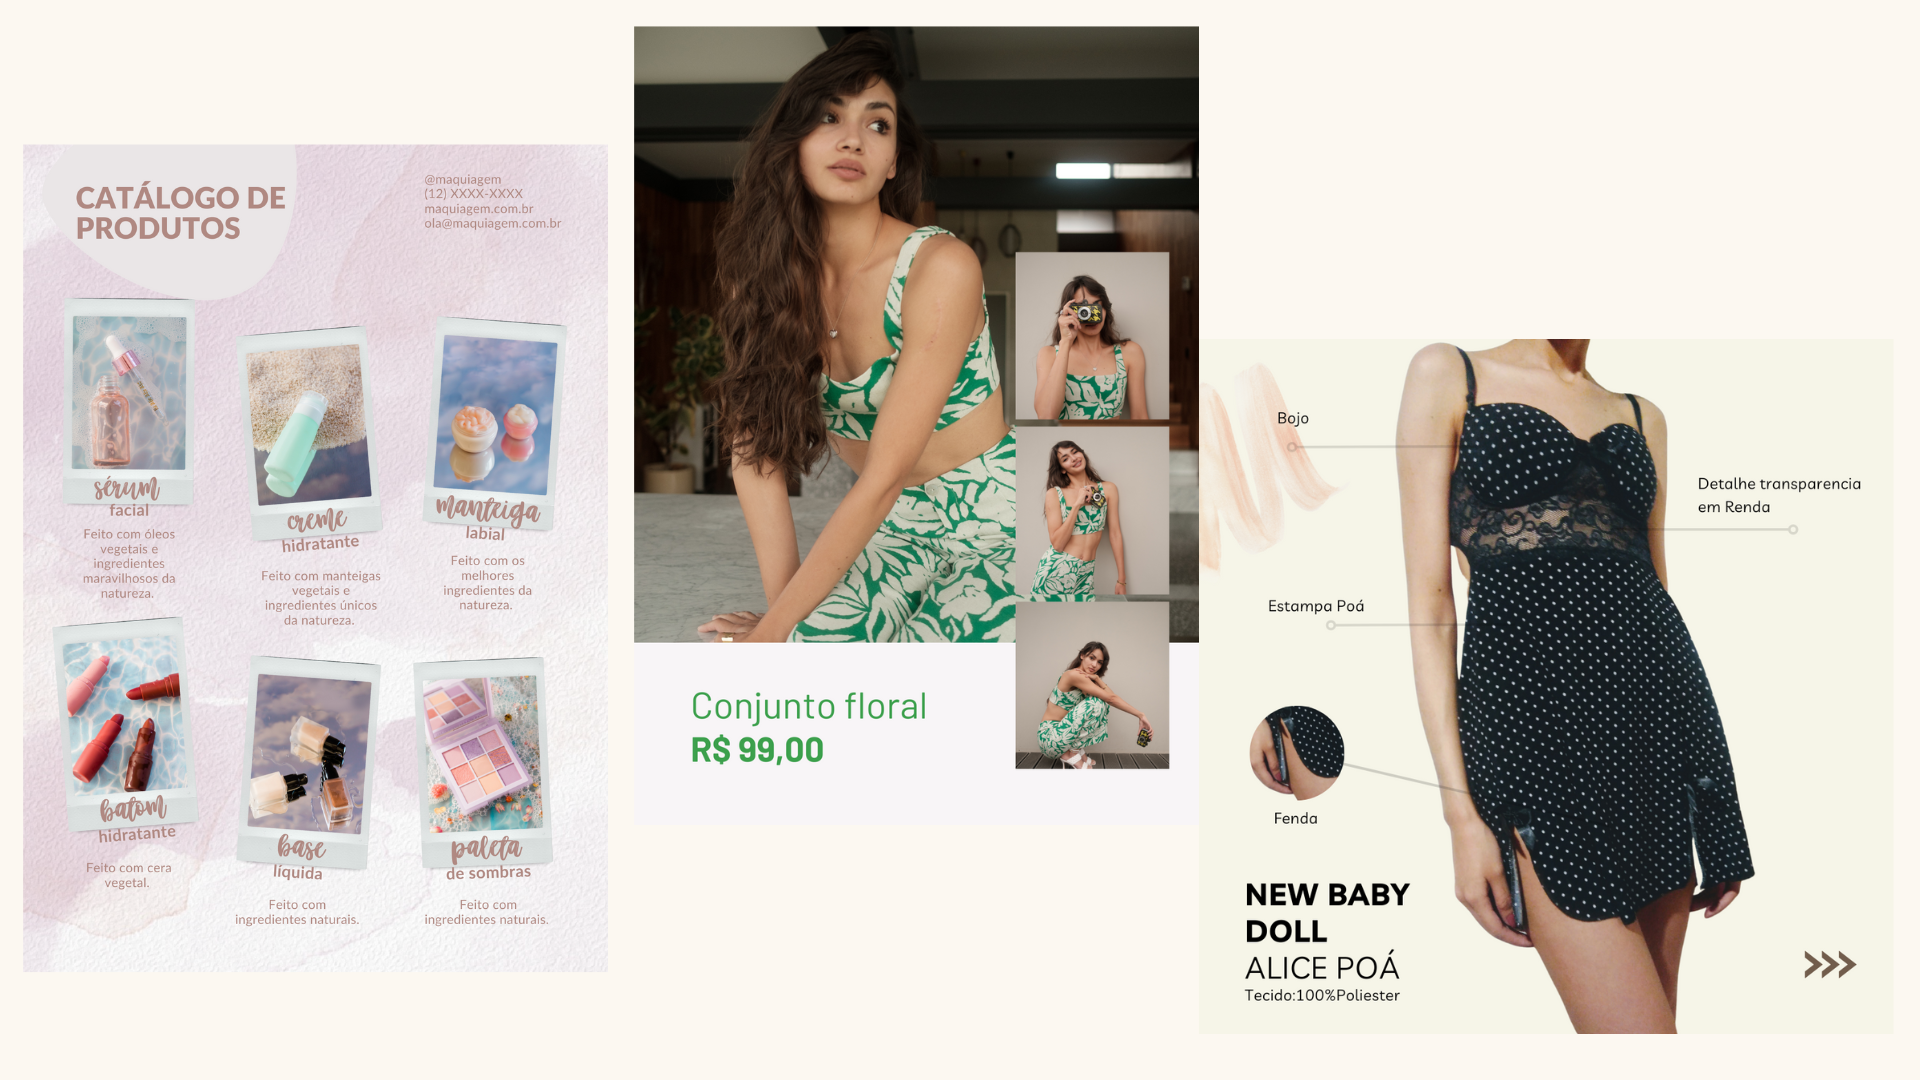 CATÁLOGO DE
PRODUTOS
@maquiagem
(12) XXXX-XXXX
maquiagem.com.br
ola@maquiagem.com.br
sérum
facial
Feito com óleos
vegetais e
ingredientes
maravilhosos da
natureza.
creme
hidratante
Feito com manteigas
vegetais e
ingredientes únicos
da natureza.
manteiga
labial
Feito com os
melhores
ingredientes da
natureza.
batom
hidratante
Feito com cera
vegetal.
base
líquida
Feito com
ingredientes naturais.
paleta
de sombras
Feito com
ingredientes naturais.
Conjunto floral
R$ 99,00
Bojo
Detalhe transparencia
em Renda
Estampa Poá
Fenda
NEW BABY
DOLL
ALICE POÁ
Tecido:100%Poliester